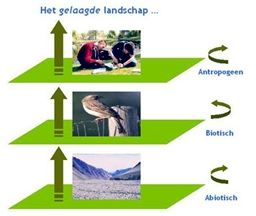 Het gelaagde landschap ...
Antropogeen
Biotisch
Abiotisch